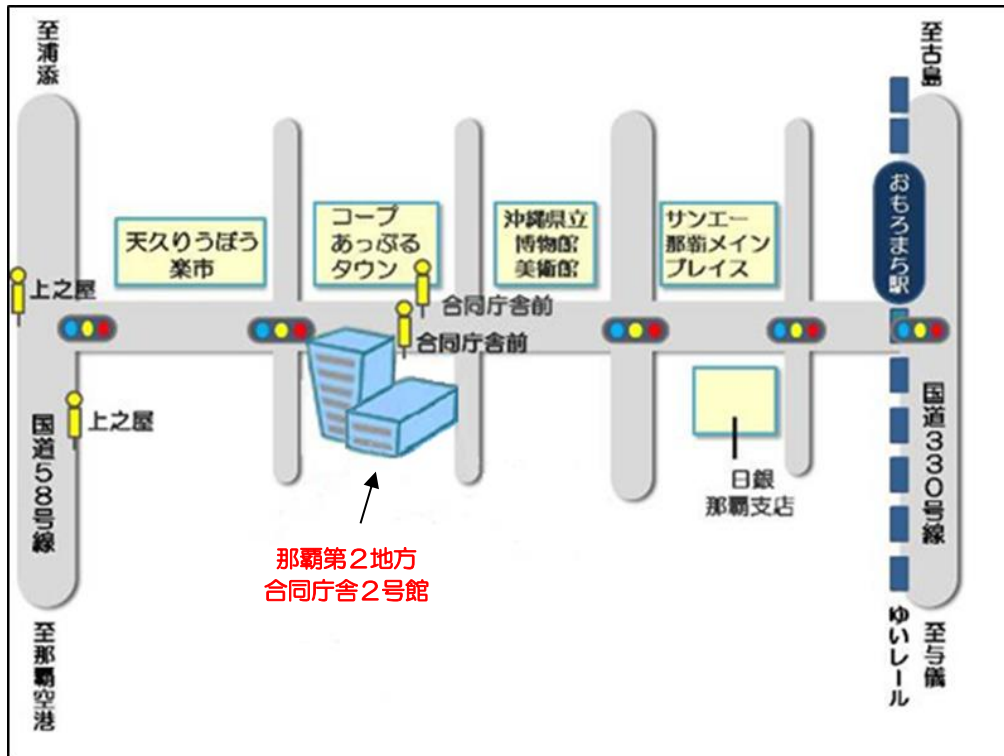 至浦添
至古島
おもろまち駅
天久りうぼう
楽市
コープ
あっぷる
タウン
沖縄県立
博物館
美術館
サンエー
那覇メイン
プレイス
上之屋
合同庁舎前
合同庁舎前
上之屋
国道58号線
国道330号線
日銀
那覇支店
那覇第2地方
合同庁舎2号館
至那覇空港
ゆいレール
至与儀